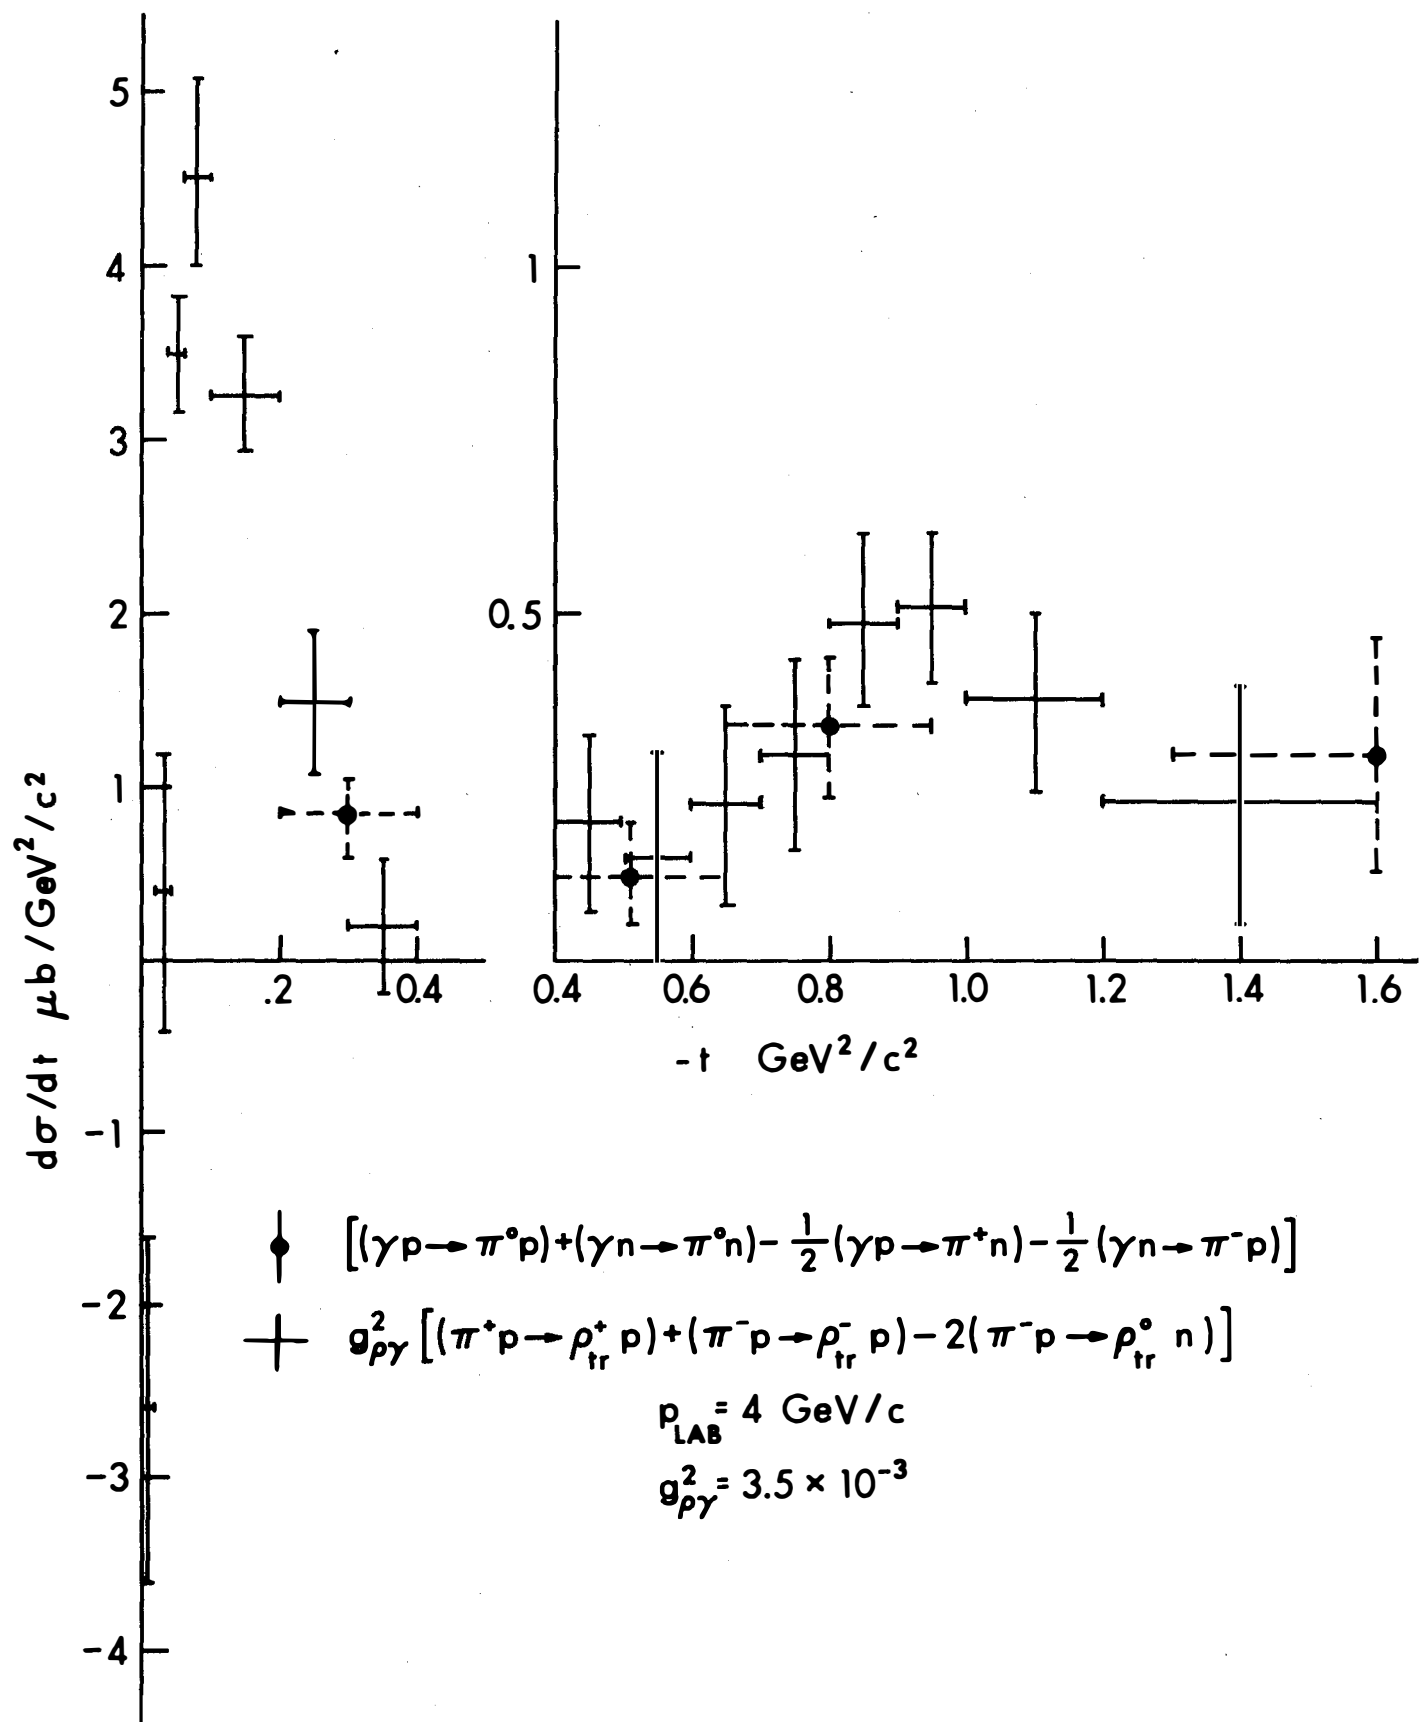 5
4
3
2
1
-1
-2
-3
-4
1
0.5
.2 0.4
0.4 0.6 0.8 1.0 1.2 1.4 1.6
-t GeV²/c²
dσ/dt μb/GeV²/c²
[(γp→π°p)+(γn→π°n)-½(γp→π⁺n)-½(γn→π⁻p)]
g²ργ[(π⁺p→ρ⁺tr p)+(π⁻p→ρ⁻tr p)-2(π⁻p→ρ°tr n)]
pLAB= 4 GeV/c
g²ργ= 3.5 × 10⁻³